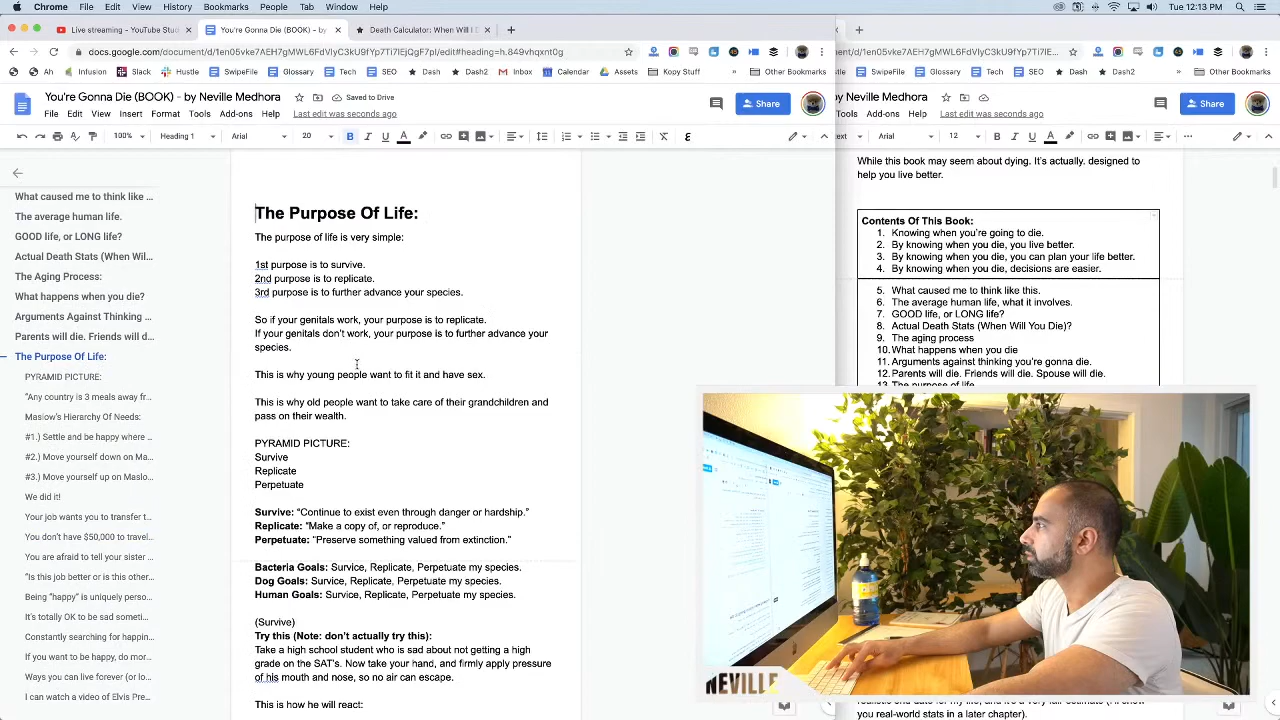 Chrome File Edit View History Bookmarks People Tab Window Help
Tue Oct 12:13 PM
Live streaming - YouTube Stud
You're Gonna Die (BOOK) - by
Death Calculator: When Will
docs.google.com/document/d/1en05vke7AEH7gMWL6FdVlyC3kU9fYp7Ti7lEjQgF7pI/edit#heading=h.849vhqxnt0g
Ah Infusion Slack Hustle SwipeFile Glossary Tech SEO Dash Dash2 Inbox Calendar Assets Kopy Stuff Other Bookmarks
SwipeFile Glossary Tech SEO Dash Dash2 Other Bookmarks
You're Gonna Die (BOOK) - by Neville Medhora
Saved to Drive
Share
by Neville Medhora
Share
File Edit View Insert Format Tools Add-ons Help
Last edit was seconds ago
Tools Add-ons Help
Last edit was seconds ago
100% Heading 1 Arial 20
Arial 12
What caused me to think like ...
The average human life.
GOOD life, or LONG life?
Actual Death Stats (When Wil...
The Aging Process:
What happens when you die?
Arguments Against Thinking ...
Parents will die. Friends will d...
The Purpose Of Life:
PYRAMID PICTURE:
“Any country is 3 meals away fr...
Maslow's Hierarchy Of Needs:
#1.) Settle and be happy where ...
#2.) Move yourself down on Ma...
#3.) Move yourself up on Maslo...
We did it!
Your job wants you to transfer t...
You don't have $50,000 to travel...
You are afraid to tell your sister ...
“Is this job better or is this other...
Being “happy” is uniquely perso...
It's totally OK to be sad someti...
Constantly searching for happin...
If you want to be happy, do mor...
Yes you can live forever (or lo...
I can watch a video of Elvis Pre...
The Purpose Of Life:
The purpose of life is very simple:
1st purpose is to survive.
2nd purpose is to replicate.
3rd purpose is to further advance your species.
So if your genitals work, your purpose is to replicate.
If your genitals don't work, your purpose is to further advance your
species.
This is why young people want to fit it and have sex.
This is why old people want to take care of their grandchildren and
pass on their wealth.
PYRAMID PICTURE:
Survive
Replicate
Perpetuate
Survive: “Continue to exist even through danger or hardship.”
Replicate: “Make a copy of, or reproduce.”
Perpetuate: “Preserve something valued from extinction.”
Bacteria Goals: Survice, Replicate, Perpetuate my species.
Dog Goals: Survice, Replicate, Perpetuate my species.
Human Goals: Survice, Replicate, Perpetuate my species.
(Survive)
Try this (Note: don't actually try this):
Take a high school student who is sad about not getting a high
grade on the SAT's. Now take your hand, and firmly apply pressure
of his mouth and nose, so no air can escape.
This is how he will react:
While this book may seem about dying. It's actually. designed to
help you live better.
Contents Of This Book:
1. Knowing when you're going to die.
2. By knowing when you die, you live better.
3. By knowing when you die, you can plan your life better.
4. By knowing when you die, decisions are easier.
5. What caused me to think like this.
6. The average human life, what it involves.
7. GOOD life, or LONG life?
8. Actual Death Stats (When Will You Die)?
9. The aging process
10. What happens when you die
11. Arguments against thinking you're gonna die.
12. Parents will die. Friends will die. Spouse will die.
13. The purpose of life
NEVILLE
you real-world stats in a later chapter).